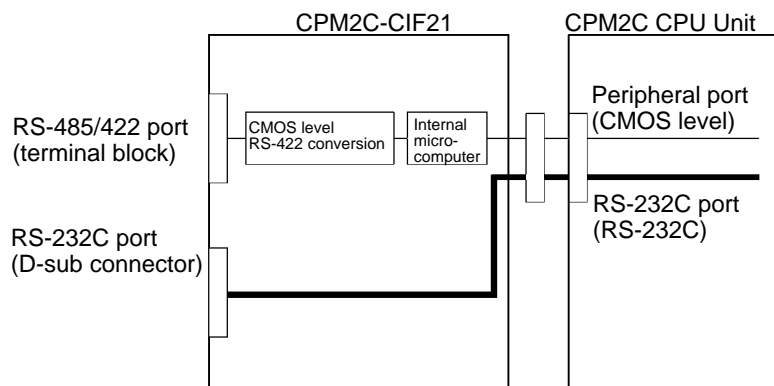 CPM2C-CIF21
CPM2C CPU Unit
RS-485/422 port
(terminal block)
CMOS level
RS-422 conversion
Internal
micro-
computer
Peripheral port
(CMOS level)
RS-232C port
(RS-232C)
RS-232C port
(D-sub connector)